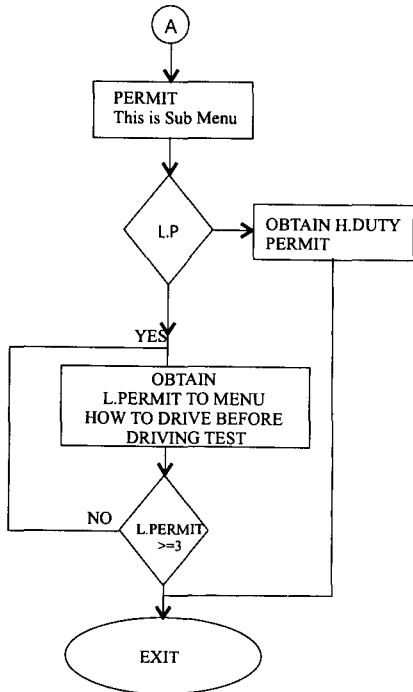 A
PERMIT
This is Sub Menu
L.P
OBTAIN H.DUTY
PERMIT
YES
OBTAIN
L.PERMIT TO MENU
HOW TO DRIVE BEFORE
DRIVING TEST
NO
L.PERMIT
>=3
EXIT